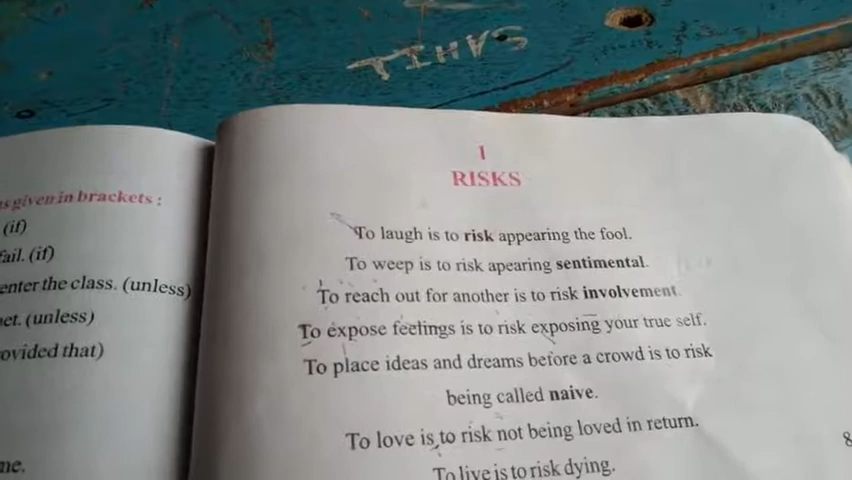 TIHAS
s given in brackets :
(if)
fail. (if)
enter the class. (unless)
et. (unless)
ovided that)
me.
1
RISKS
To laugh is to risk appearing the fool.
To weep is to risk apearing sentimental.
To reach out for another is to risk involvement.
To expose feelings is to risk exposing your true self.
To place ideas and dreams before a crowd is to risk
being called naive.
To love is to risk not being loved in return.
To live is to risk dying.
8